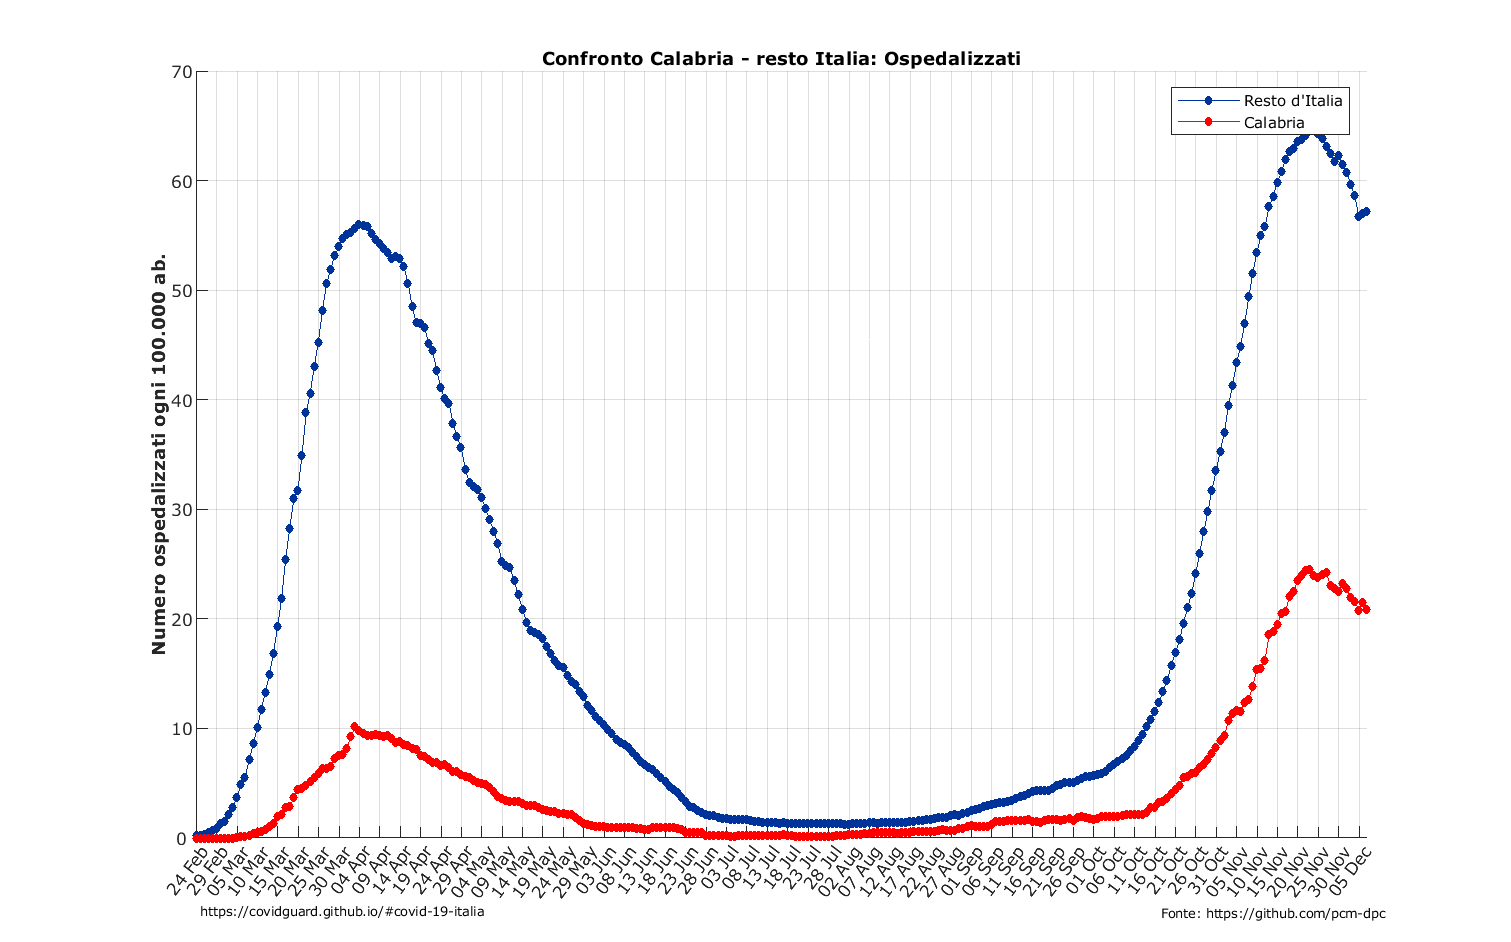 Confronto Calabria - resto Italia: Ospedalizzati
Resto d'Italia
Calabria
Numero ospedalizzati ogni 100.000 ab.
70
60
50
40
30
20
10
0
24 Feb
29 Feb
05 Mar
10 Mar
15 Mar
20 Mar
25 Mar
30 Mar
04 Apr
09 Apr
14 Apr
19 Apr
24 Apr
29 Apr
04 May
09 May
14 May
19 May
24 May
29 May
03 Jun
08 Jun
13 Jun
18 Jun
23 Jun
28 Jun
03 Jul
08 Jul
13 Jul
18 Jul
23 Jul
28 Jul
02 Aug
07 Aug
12 Aug
17 Aug
22 Aug
27 Aug
01 Sep
06 Sep
11 Sep
16 Sep
21 Sep
26 Sep
01 Oct
06 Oct
11 Oct
16 Oct
21 Oct
26 Oct
31 Oct
05 Nov
10 Nov
15 Nov
20 Nov
25 Nov
30 Nov
05 Dec
https://covidguard.github.io/#covid-19-italia
Fonte: https://github.com/pcm-dpc